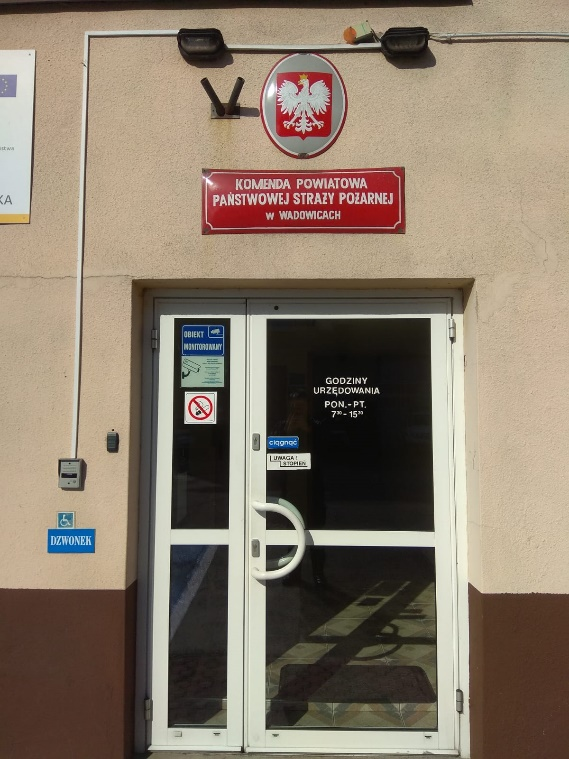 KA
KOMENDA POWIATOWA
PAŃSTWOWEJ STRAŻY POŻARNEJ
W WADOWICACH
OBIEKT
MONITOROWANY
GODZINY
URZĘDOWANIA
PON.-PT.
7³⁰-15³⁰
ciągnąć
UWAGA!
STOPIEŃ
DZWONEK